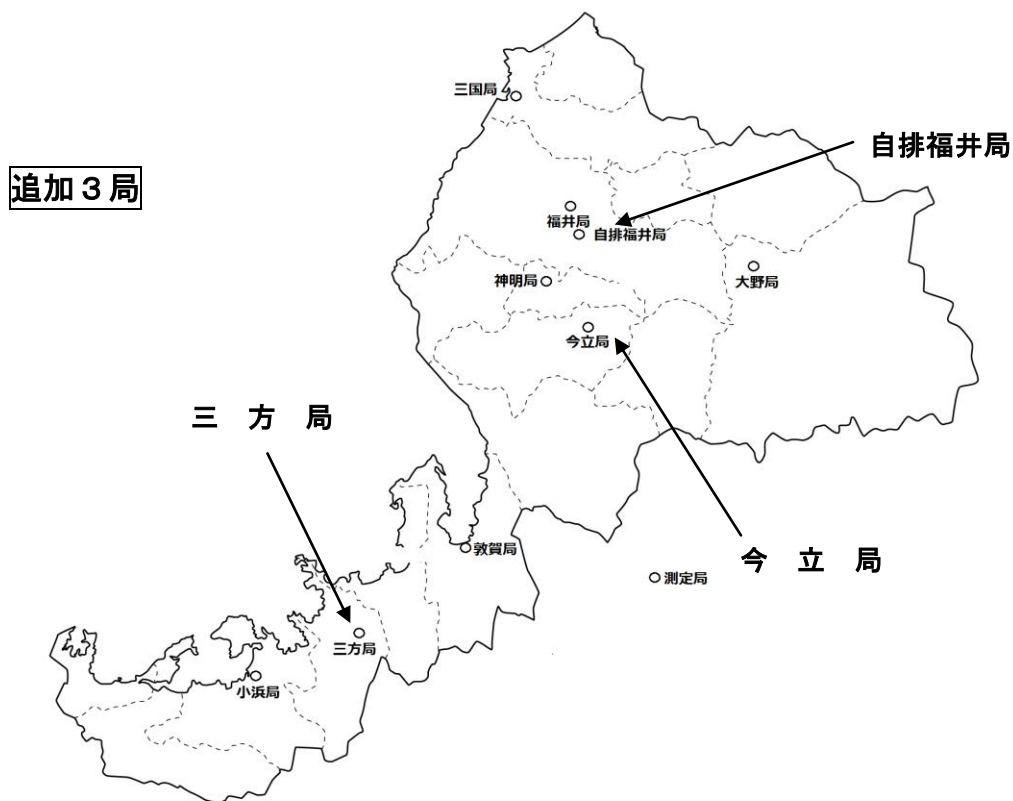 三国局
自排福井局
追加3局
福井局
自排福井局
神明局
大野局
今立局
三 方 局
敦賀局
今 立 局
測定局
三方局
小浜局